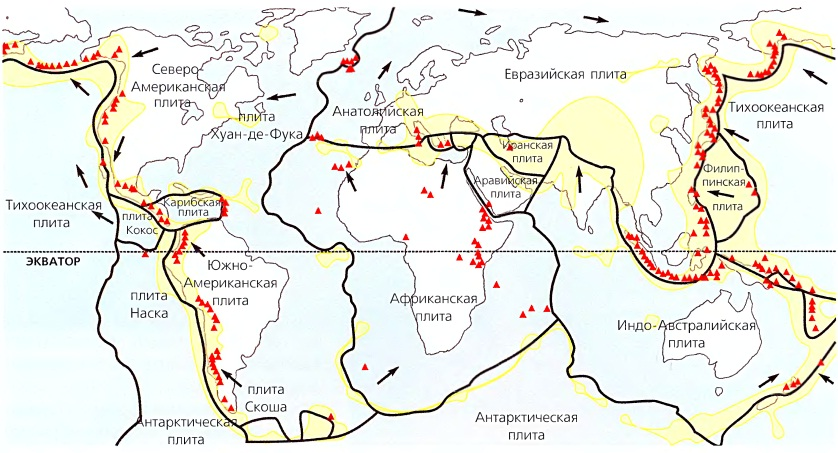 Северо-
Американская
плита
плита
Хуан-де-Фука
Анатолийская
плита
Евразийская плита
Иранская
плита
Аравийская
плита
Тихоокеанская
плита
Филип-
пинская
плита
Тихоокеанская
плита
плита
Кокос
Карибская
плита
ЭКВАТОР
Южно-
Американская
плита
плита
Наска
Африканская
плита
Индо-Австралийская
плита
плита
Скоша
Антарктическая
плита
Антарктическая
плита